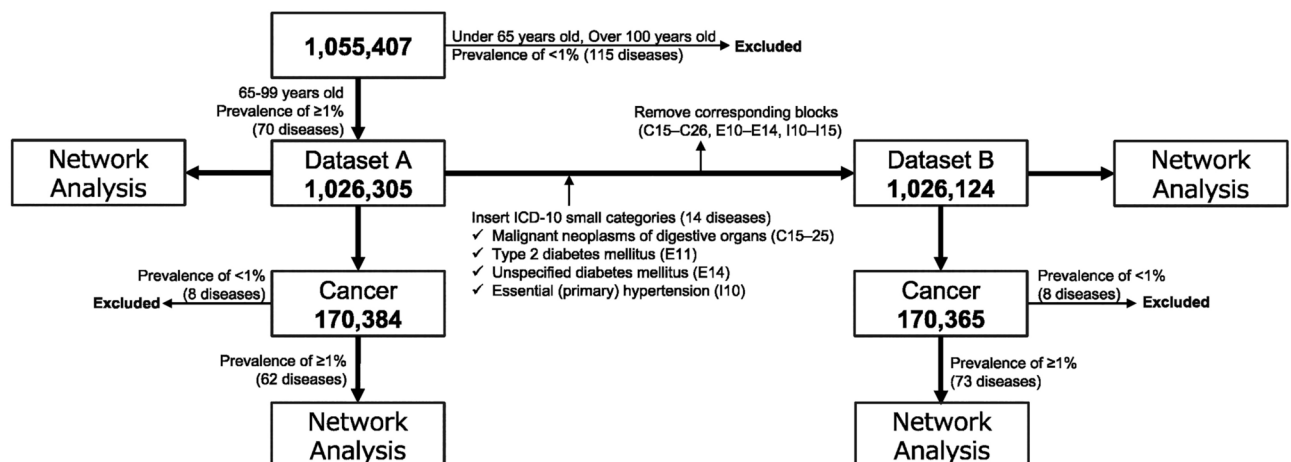 1,055,407
Under 65 years old, Over 100 years old
Prevalence of <1% (115 diseases)
Excluded
65-99 years old
Prevalence of ≥1%
(70 diseases)
Remove corresponding blocks
(C15–C26, E10–E14, I10–I15)
Network
Analysis
Dataset A
1,026,305
Dataset B
1,026,124
Network
Analysis
Insert ICD-10 small categories (14 diseases)
✓ Malignant neoplasms of digestive organs (C15–25)
✓ Type 2 diabetes mellitus (E11)
✓ Unspecified diabetes mellitus (E14)
✓ Essential (primary) hypertension (I10)
Prevalence of <1%
(8 diseases)
Excluded
Cancer
170,384
Cancer
170,365
Prevalence of <1%
(8 diseases)
Excluded
Prevalence of ≥1%
(62 diseases)
Prevalence of ≥1%
(73 diseases)
Network
Analysis
Network
Analysis